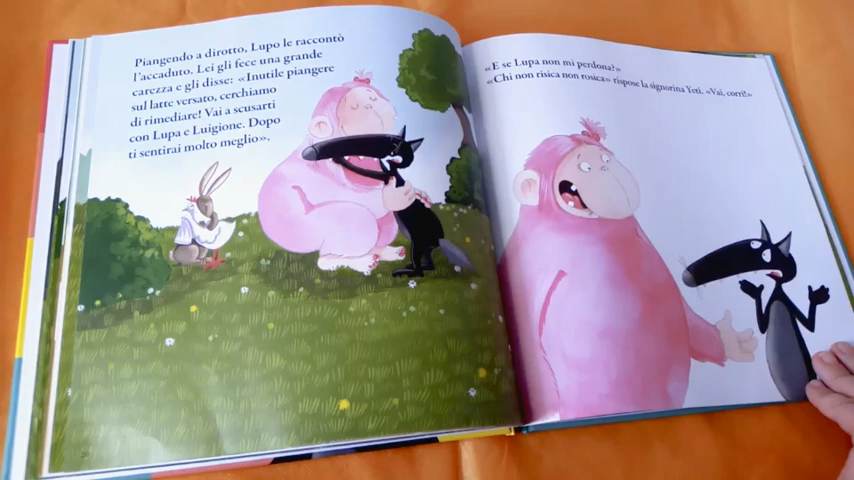 Piangendo a dirotto, Lupo le raccontò
l'accaduto. Lei gli fece una grande
carezza e gli disse: «Inutile piangere
sul latte versato, cerchiamo
di rimediare! Vai a scusarti
con Lupa e Luigione. Dopo
ti sentirai molto meglio».
«E se Lupa non mi perdona?»
«Chi non risica non rosica» rispose la signorina Yeti. «Vai, corri!»